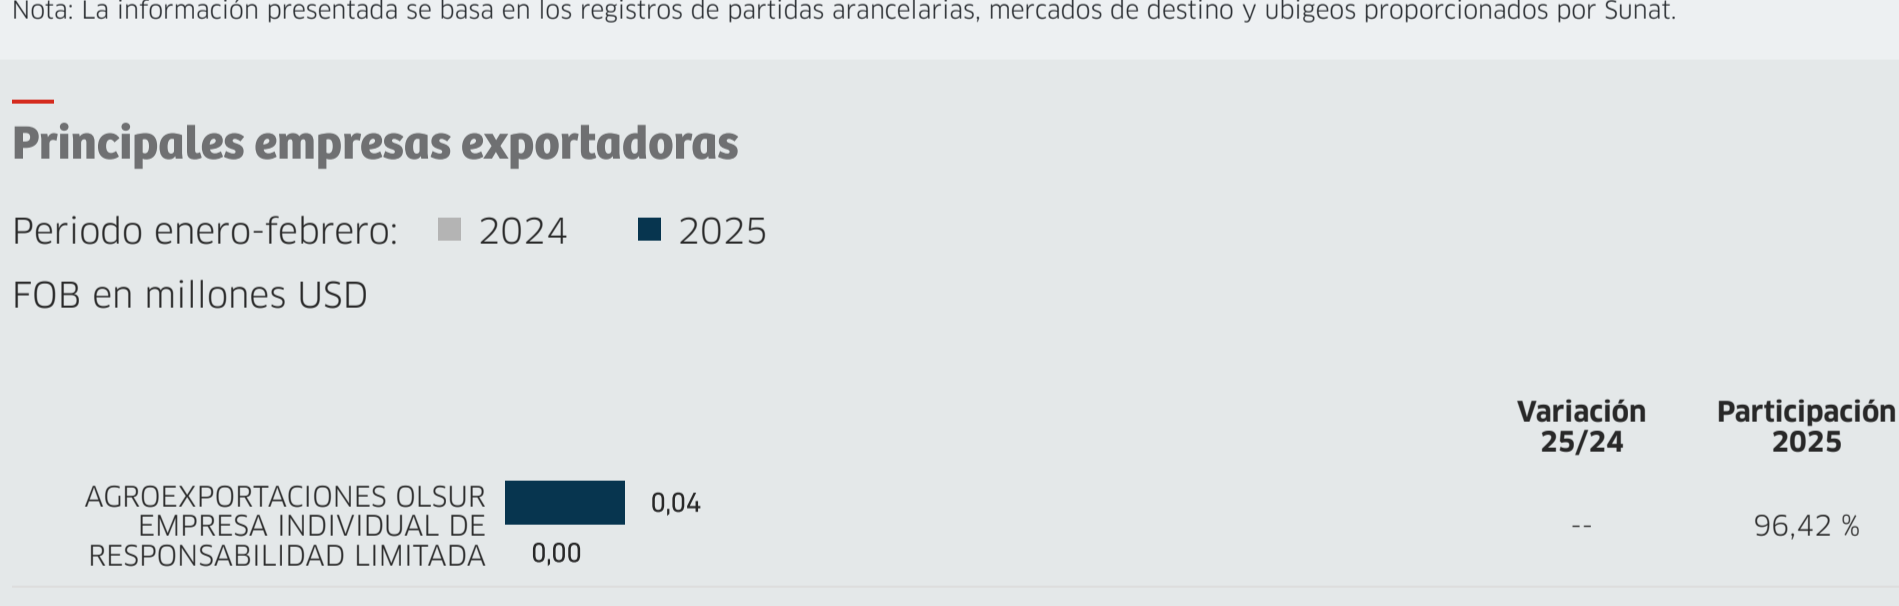 Nota: La información presentada se basa en los registros de partidas arancelarias, mercados de destino y ubigeos proporcionados por Sunat.
Principales empresas exportadoras
Periodo enero-febrero: 2024 2025
FOB en millones USD
Variación 25/24
Participación 2025
AGROEXPORTACIONES OLSUR
EMPRESA INDIVIDUAL DE
RESPONSABILIDAD LIMITADA
0,04
0,00
--
96,42 %